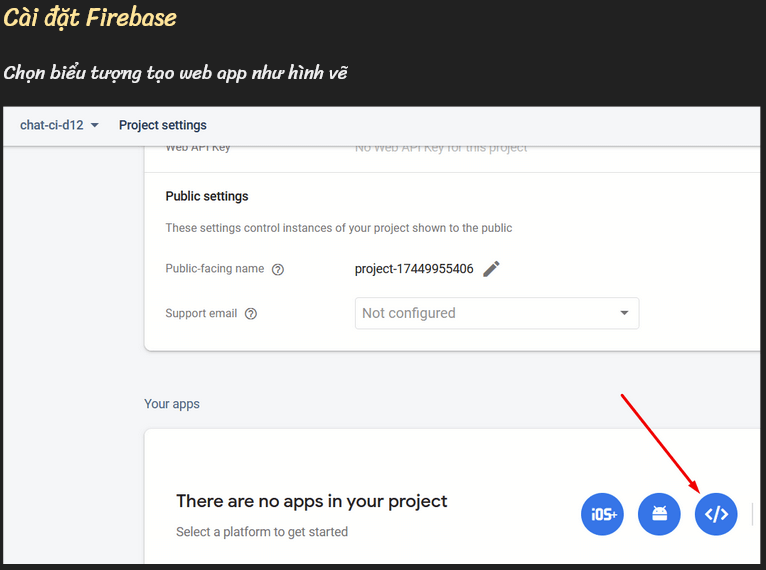 Cài đặt Firebase
Chọn biểu tượng tạo web app như hình vẽ
chat-ci-d12 Project settings
Web API Key No Web API Key for this project
Public settings
These settings control instances of your project shown to the public
Public-facing name ? project-17449955406
Support email ? Not configured
Your apps
There are no apps in your project
iOS+ </>
Select a platform to get started